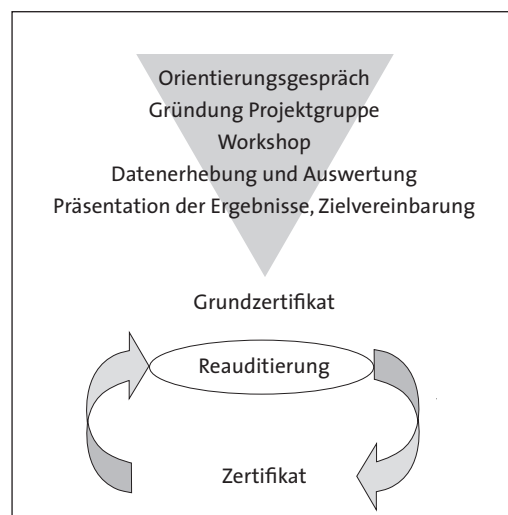 Orientierungsgespräch
Gründung Projektgruppe
Workshop
Datenerhebung und Auswertung
Präsentation der Ergebnisse, Zielvereinbarung
Grundzertifikat
Reauditierung
Zertifikat